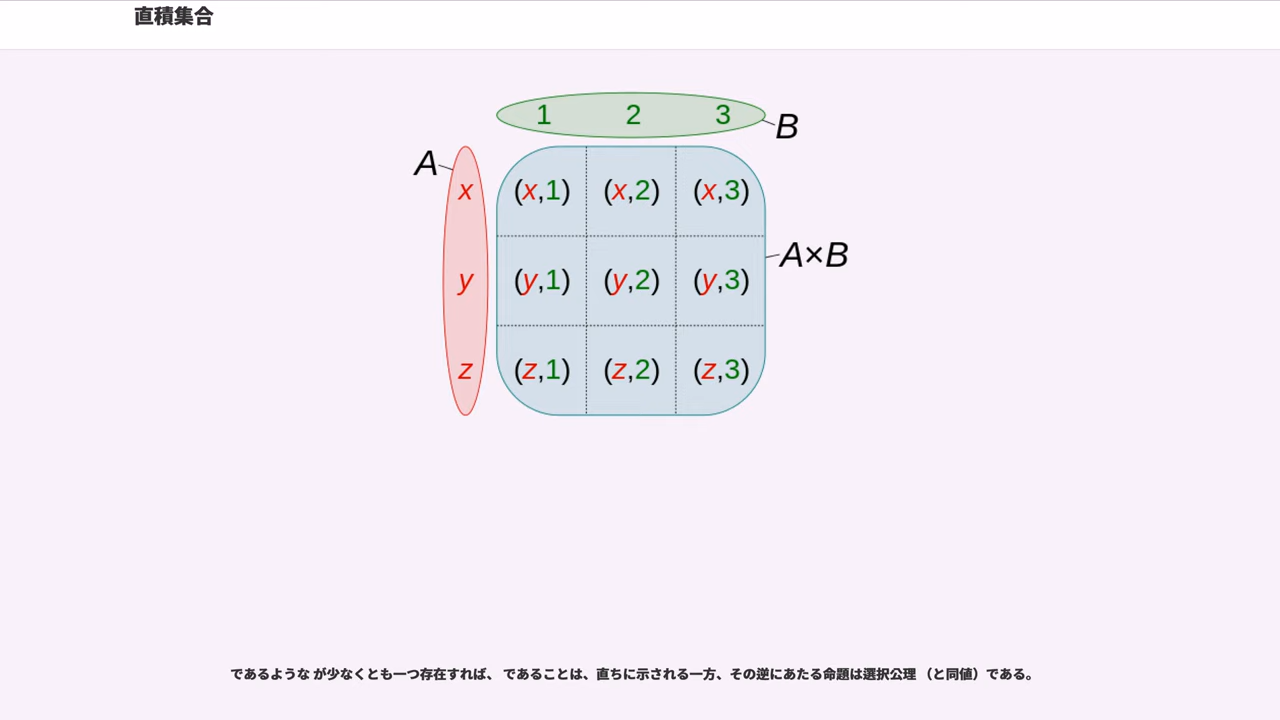 直積集合
1 2 3
B
A
x (x,1) (x,2) (x,3)
A×B
y (y,1) (y,2) (y,3)
z (z,1) (z,2) (z,3)
であるような が少なくとも一つ存在すれば、 であることは、直ちに示される一方、その逆にあたる命題は選択公理 （と同値）である。